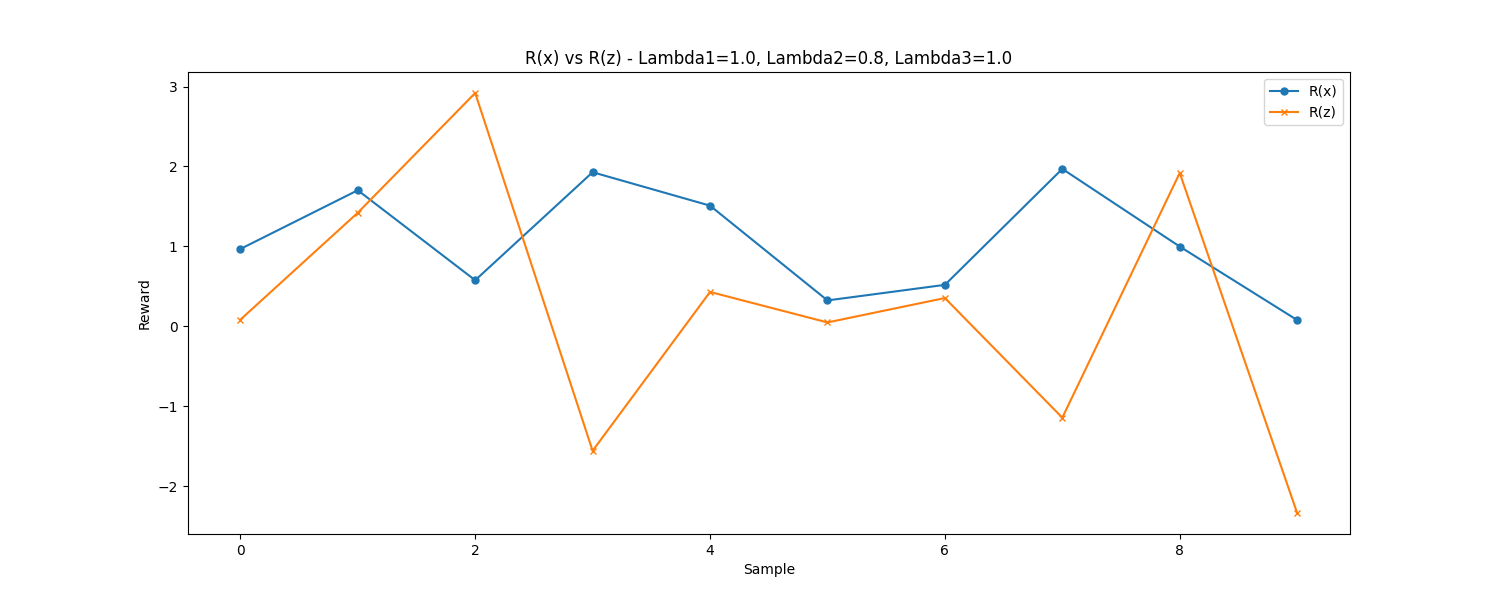 R(x) vs R(z) - Lambda1=1.0, Lambda2=0.8, Lambda3=1.0
R(x)
R(z)
3
2
1
0
−1
−2
Reward
0 2 4 6 8
Sample